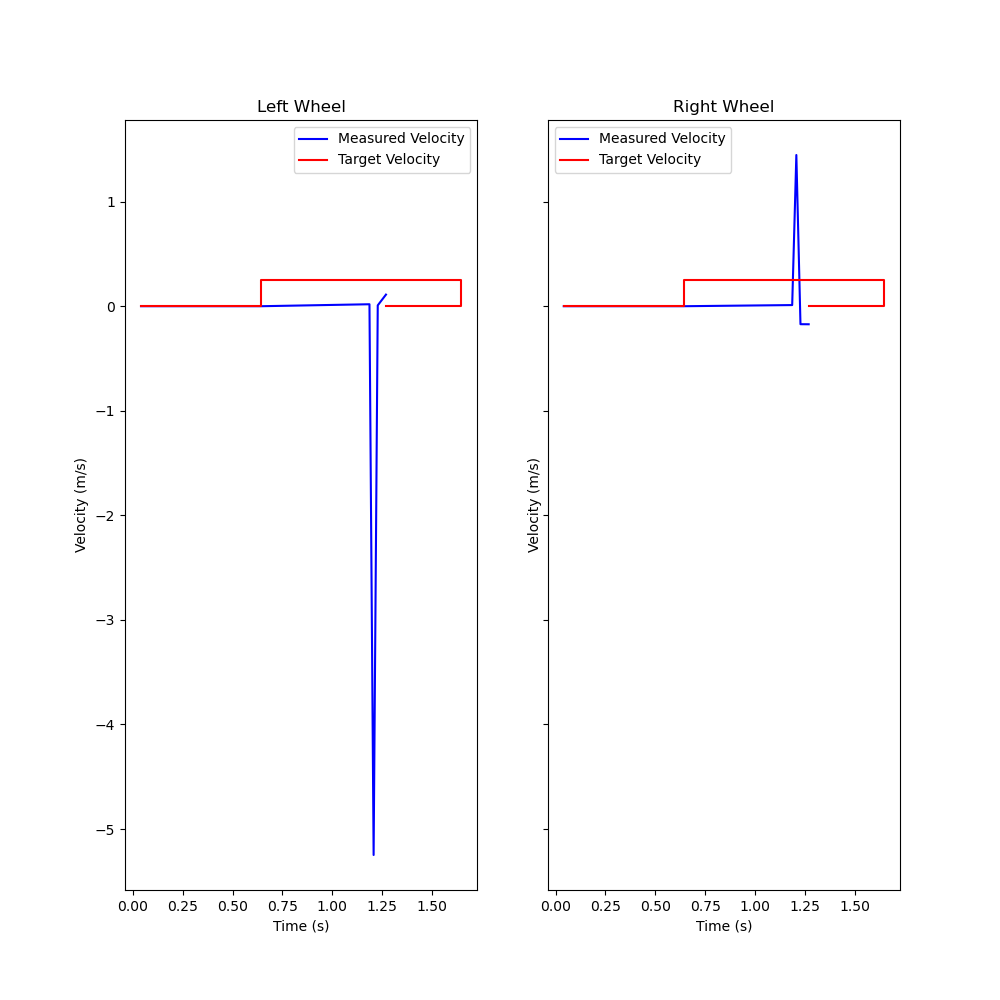 Left Wheel
Measured Velocity
Target Velocity
1
0
−1
−2
−3
−4
−5
Velocity (m/s)
0.00 0.25 0.50 0.75 1.00 1.25 1.50
Time (s)
Right Wheel
Measured Velocity
Target Velocity
Velocity (m/s)
0.00 0.25 0.50 0.75 1.00 1.25 1.50
Time (s)